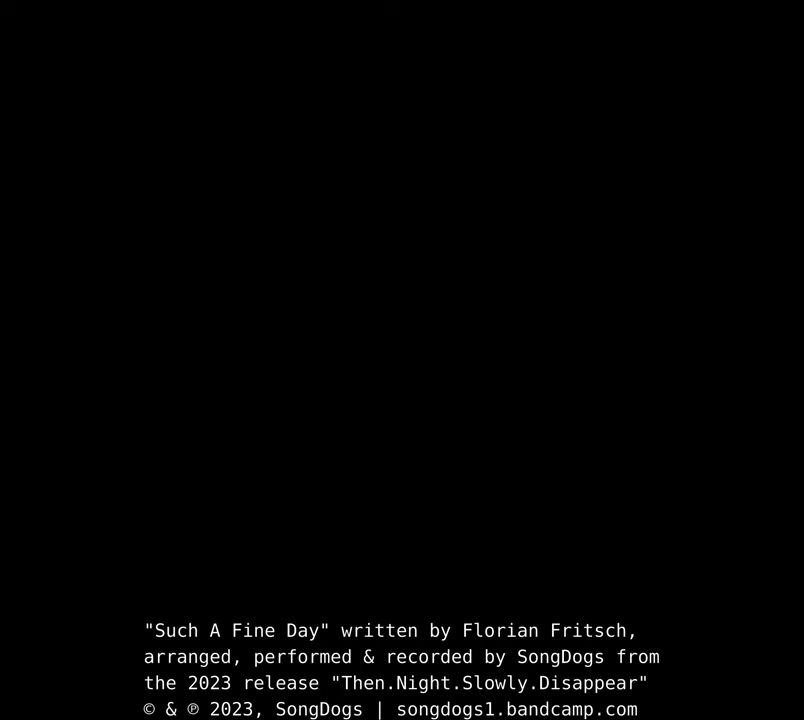 "Such A Fine Day" written by Florian Fritsch,
arranged, performed & recorded by SongDogs from
the 2023 release "Then.Night.Slowly.Disappear"
© & ℗ 2023, SongDogs | songdogs1.bandcamp.com